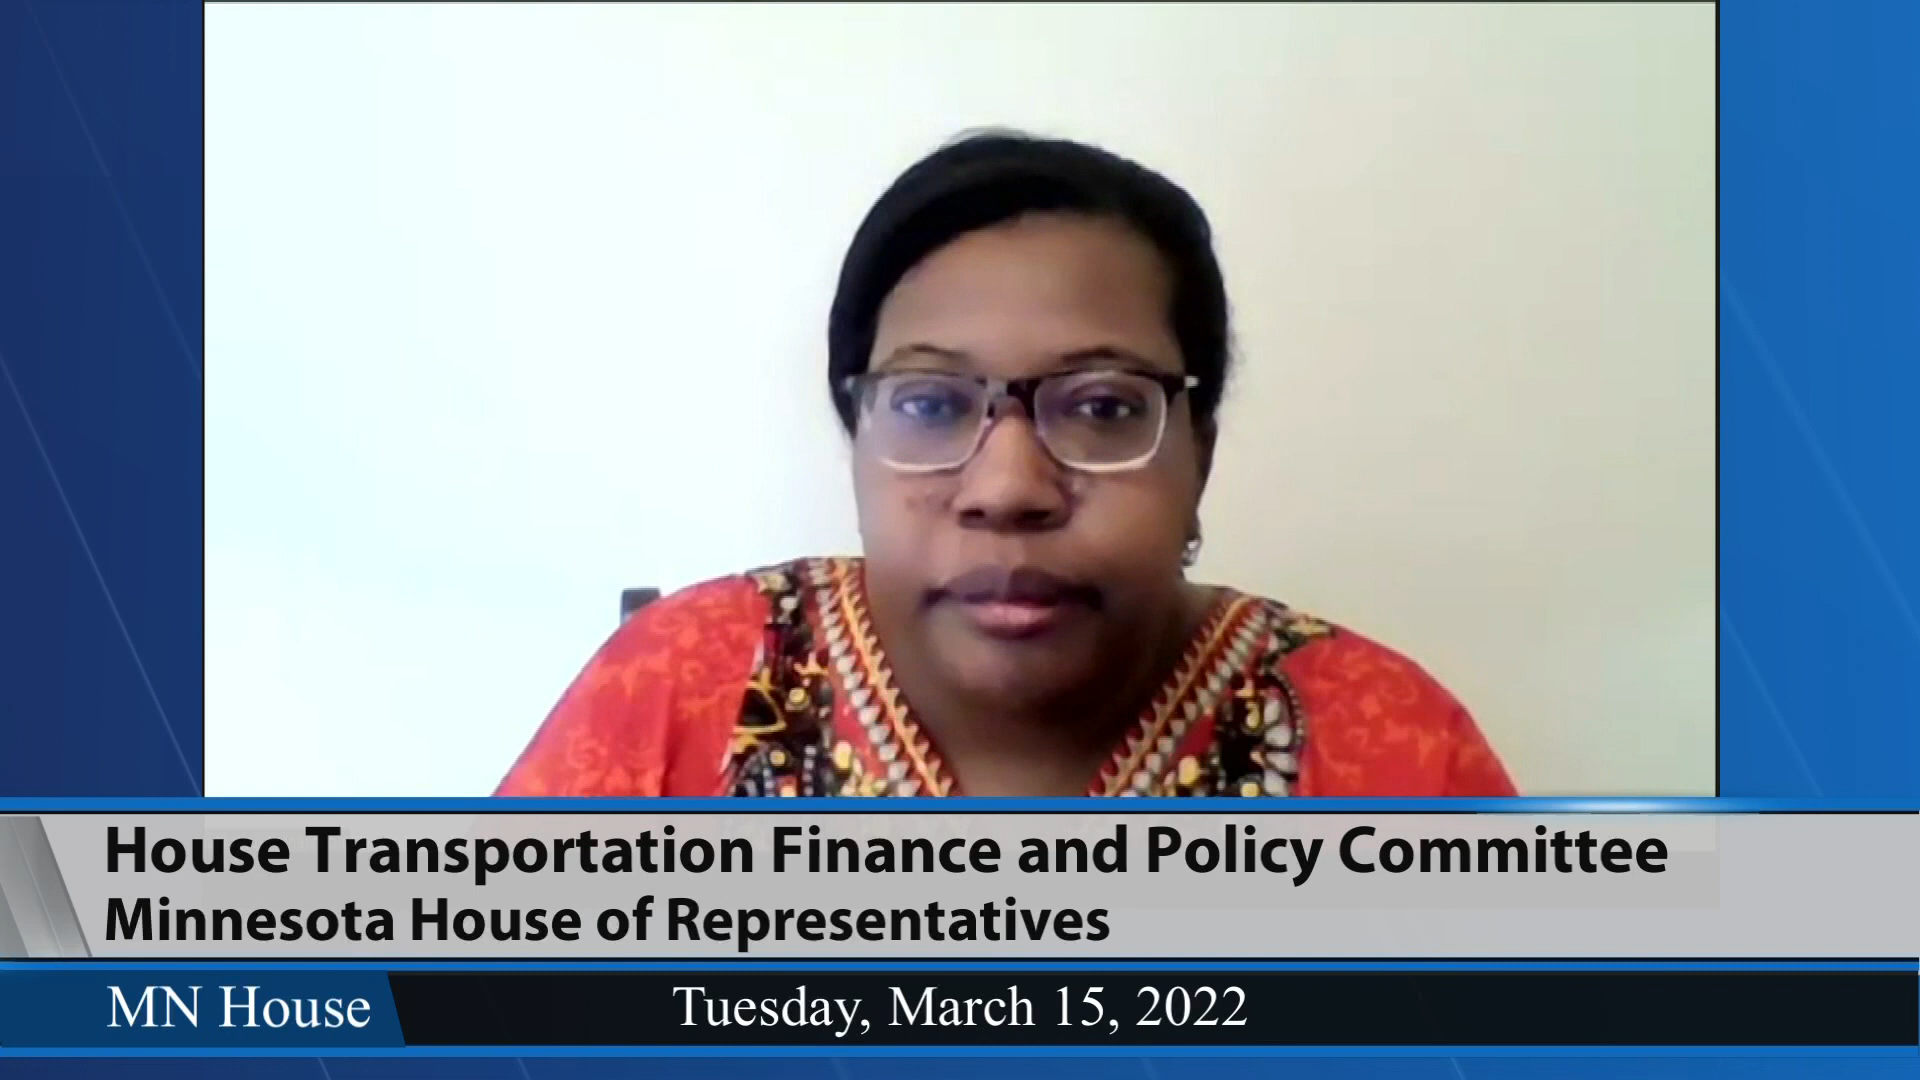 House Transportation Finance and Policy Committee
Minnesota House of Representatives
MN House
Tuesday, March 15, 2022